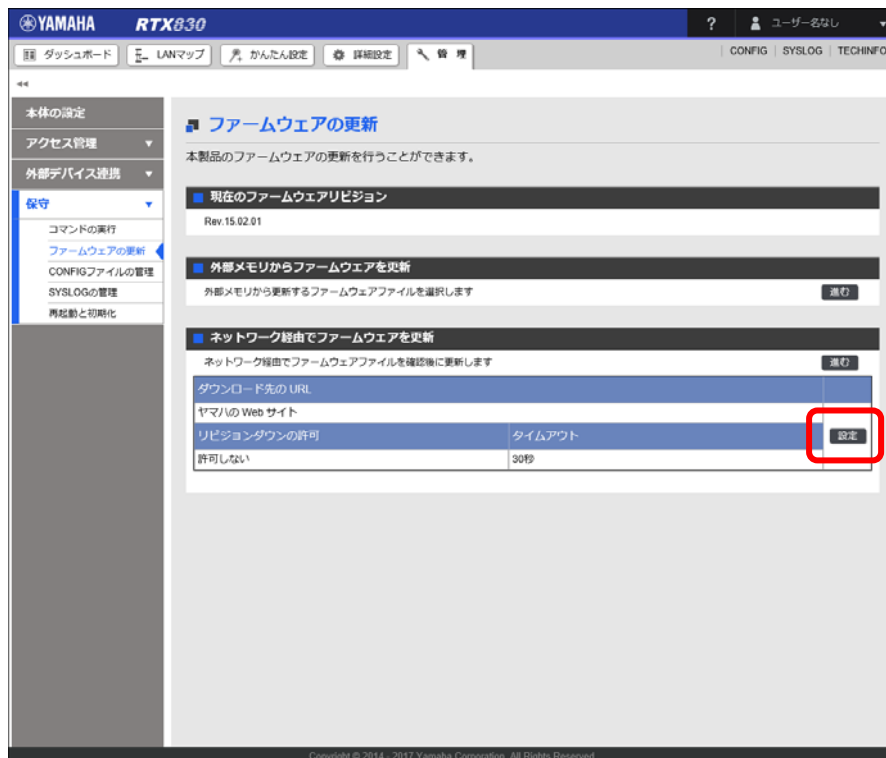 YAMAHA RTX830 ? ユーザー名なし
ダッシュボード LANマップ かんたん設定 詳細設定 管理 CONFIG SYSLOG TECHINFO
本体の設定
アクセス管理
外部デバイス連携
保守
コマンドの実行
ファームウェアの更新
CONFIGファイルの管理
SYSLOGの管理
再起動と初期化
ファームウェアの更新
本製品のファームウェアの更新を行うことができます。
現在のファームウェアリビジョン
Rev.15.02.01
外部メモリからファームウェアを更新
外部メモリから更新するファームウェアファイルを選択します 進む
ネットワーク経由でファームウェアを更新
ネットワーク経由でファームウェアファイルを確認後に更新します 進む
ダウンロード先の URL
ヤマハの Web サイト
リビジョンダウンの許可 タイムアウト 設定
許可しない 30秒
Copyright © 2014 - 2017 Yamaha Corporation. All Rights Reserved.